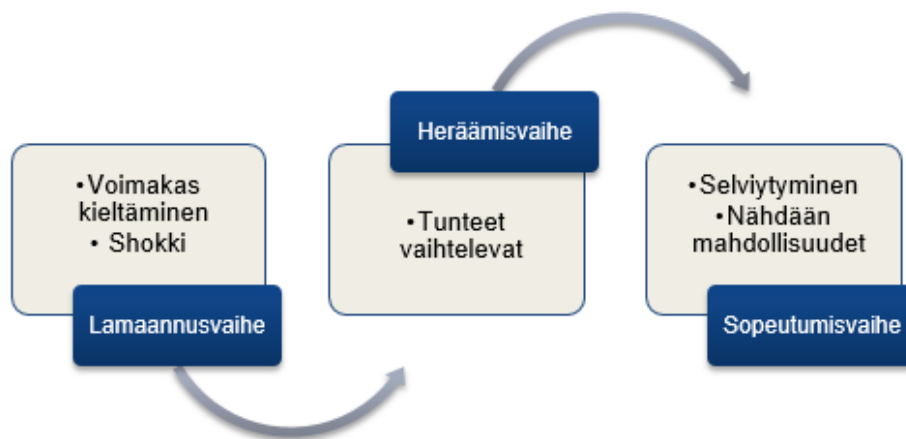 • Voimakas
kieltäminen
• Shokki
Lamaannusvaihe
Heräämisvaihe
• Tunteet
vaihtelevat
• Selviytyminen
• Nähdään
mahdollisuudet
Sopeutumisvaihe